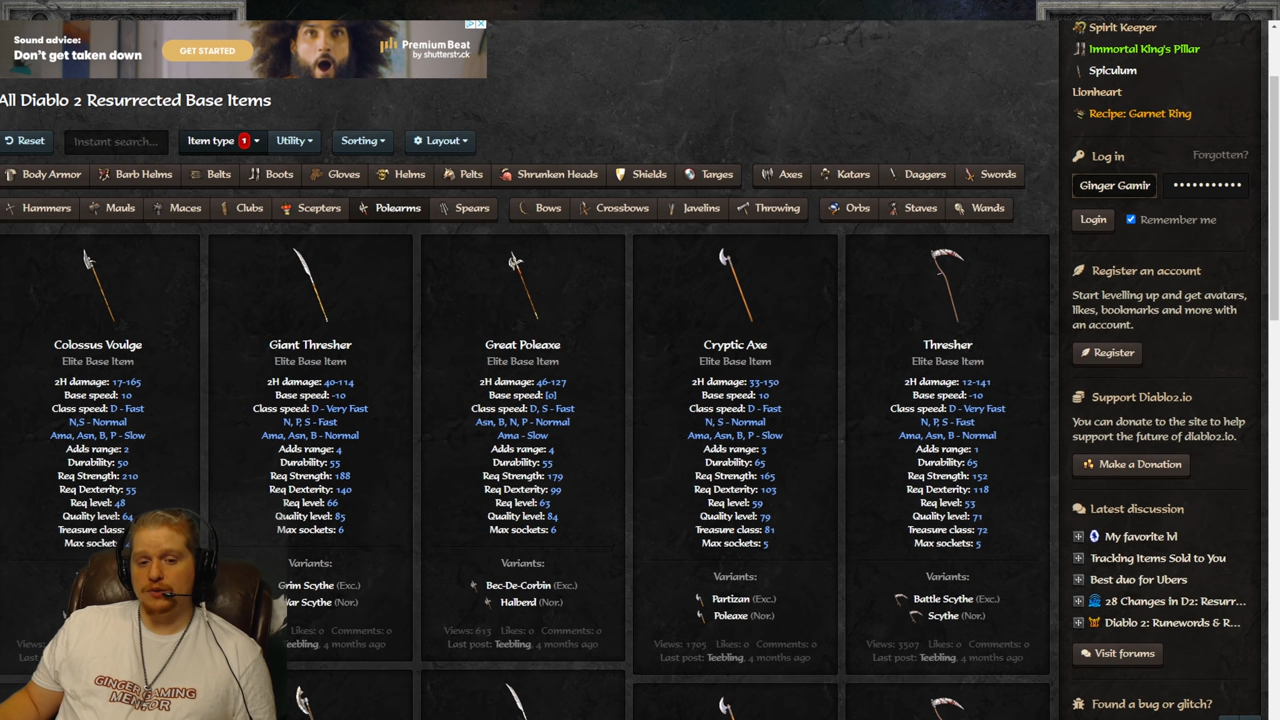 Sound advice:
Don't get taken down
GET STARTED
PremiumBeat
by shutterstock
All Diablo 2 Resurrected Base Items
Reset
Instant search...
Item type 1
Utility
Sorting
Layout
Body Armor
Barb Helms
Belts
Boots
Gloves
Helms
Pelts
Shrunken Heads
Shields
Targes
Axes
Katars
Daggers
Swords
Hammers
Mauls
Maces
Clubs
Scepters
Polearms
Spears
Bows
Crossbows
Javelins
Throwing
Orbs
Staves
Wands
Colossus Voulge
Elite Base Item
2H damage: 17-165
Base speed: 10
Class speed: D - Fast
N,S - Normal
Ama, Asn, B, P - Slow
Adds range: 2
Durability: 50
Req Strength: 210
Req Dexterity: 55
Req level: 48
Quality level: 64
Treasure class:
Max sockets
Giant Thresher
Elite Base Item
2H damage: 40-114
Base speed: -10
Class speed: D - Very Fast
N, P, S - Fast
Ama, Asn, B - Normal
Adds range: 4
Durability: 55
Req Strength: 188
Req Dexterity: 140
Req level: 66
Quality level: 85
Max sockets: 6
Variants:
Grim Scythe (Exc.)
War Scythe (Nor.)
Likes: 0 Comments: 0
Last post: Teebling, 4 months ago
Great Poleaxe
Elite Base Item
2H damage: 46-127
Base speed: [0]
Class speed: D, S - Fast
Asn, B, N, P - Normal
Ama - Slow
Adds range: 4
Durability: 55
Req Strength: 179
Req Dexterity: 99
Req level: 63
Quality level: 84
Max sockets: 6
Variants:
Bec-De-Corbin (Exc.)
Halberd (Nor.)
Views: 613 Likes: 0 Comments: 0
Last post: Teebling, 4 months ago
Cryptic Axe
Elite Base Item
2H damage: 33-150
Base speed: 10
Class speed: D - Fast
N, S - Normal
Ama, Asn, B, P - Slow
Adds range: 3
Durability: 65
Req Strength: 165
Req Dexterity: 103
Req level: 59
Quality level: 79
Treasure class: 81
Max sockets: 5
Variants:
Partizan (Exc.)
Poleaxe (Nor.)
Views: 1705 Likes: 0 Comments: 0
Last post: Teebling, 4 months ago
Thresher
Elite Base Item
2H damage: 12-141
Base speed: -10
Class speed: D - Very Fast
N, P, S - Fast
Ama, Asn, B - Normal
Adds range: 1
Durability: 65
Req Strength: 152
Req Dexterity: 118
Req level: 53
Quality level: 71
Treasure class: 72
Max sockets: 5
Variants:
Battle Scythe (Exc.)
Scythe (Nor.)
Views: 3507 Likes: 0 Comments: 0
Last post: Teebling, 4 months ago
Spirit Keeper
Immortal King's Pillar
Spiculum
Lionheart
Recipe: Garnet Ring
Log in
Forgotten?
Ginger Gamir
Login
Remember me
Register an account
Start levelling up and get avatars,
likes, bookmarks and more with
an account.
Register
Support Diablo2.io
You can donate to the site to help
support the future of diablo2.io.
Make a Donation
Latest discussion
My favorite lvl
Tracking Items Sold to You
Best duo for Ubers
28 Changes in D2: Resurr...
Diablo 2: Runewords & R...
Visit forums
Found a bug or glitch?
GINGER GAMING
MENTOR